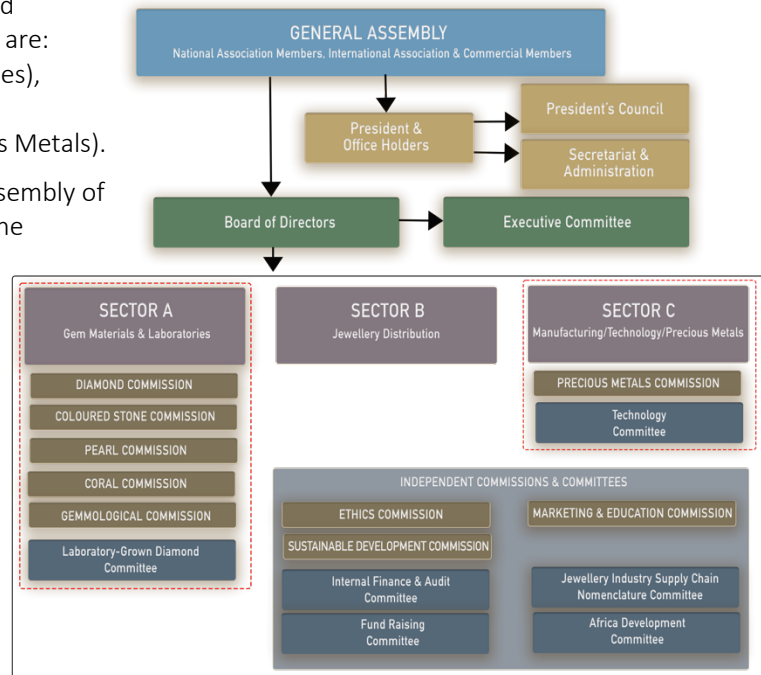 d
are:
es),
s Metals).
sembly of
ne
GENERAL ASSEMBLY
National Association Members, International Association & Commercial Members
President &
Office Holders
President's Council
Secretariat &
Administration
Board of Directors
Executive Committee
SECTOR A
Gem Materials & Laboratories
DIAMOND COMMISSION
COLOURED STONE COMMISSION
PEARL COMMISSION
CORAL COMMISSION
GEMMOLOGICAL COMMISSION
Laboratory-Grown Diamond
Committee
SECTOR B
Jewellery Distribution
SECTOR C
Manufacturing/Technology/Precious Metals
PRECIOUS METALS COMMISSION
Technology
Committee
INDEPENDENT COMMISSIONS & COMMITTEES
ETHICS COMMISSION
SUSTAINABLE DEVELOPMENT COMMISSION
Internal Finance & Audit
Committee
Fund Raising
Committee
MARKETING & EDUCATION COMMISSION
Jewellery Industry Supply Chain
Nomenclature Committee
Africa Development
Committee